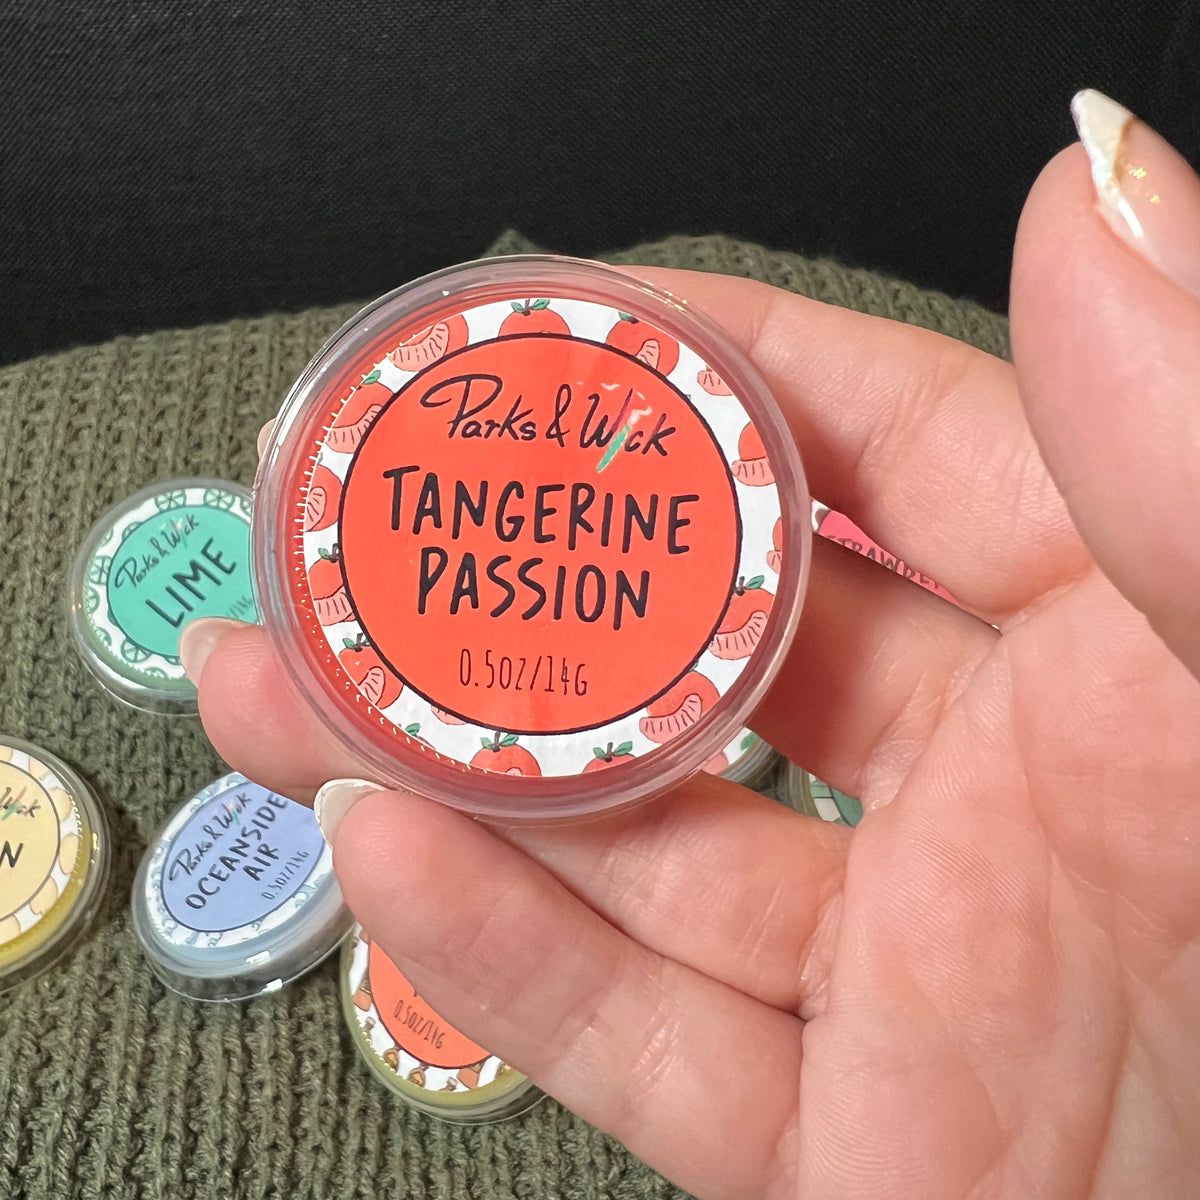 Parks & Wick
TANGERINE
PASSION
0.5OZ/14G
Parks & Wick
LIME
Parks & Wick
OCEANSIDE
AIR
0.5OZ/14G
0.5OZ/14G